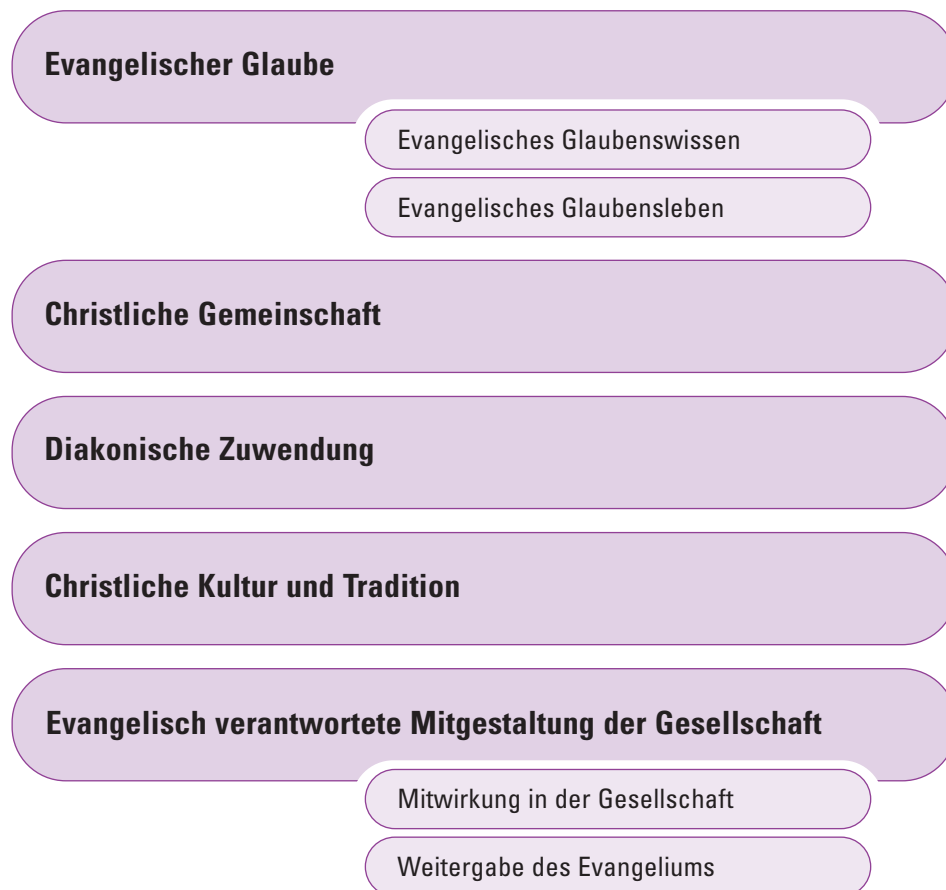 Evangelischer Glaube
Evangelisches Glaubenswissen
Evangelisches Glaubensleben
Christliche Gemeinschaft
Diakonische Zuwendung
Christliche Kultur und Tradition
Evangelisch verantwortete Mitgestaltung der Gesellschaft
Mitwirkung in der Gesellschaft
Weitergabe des Evangeliums